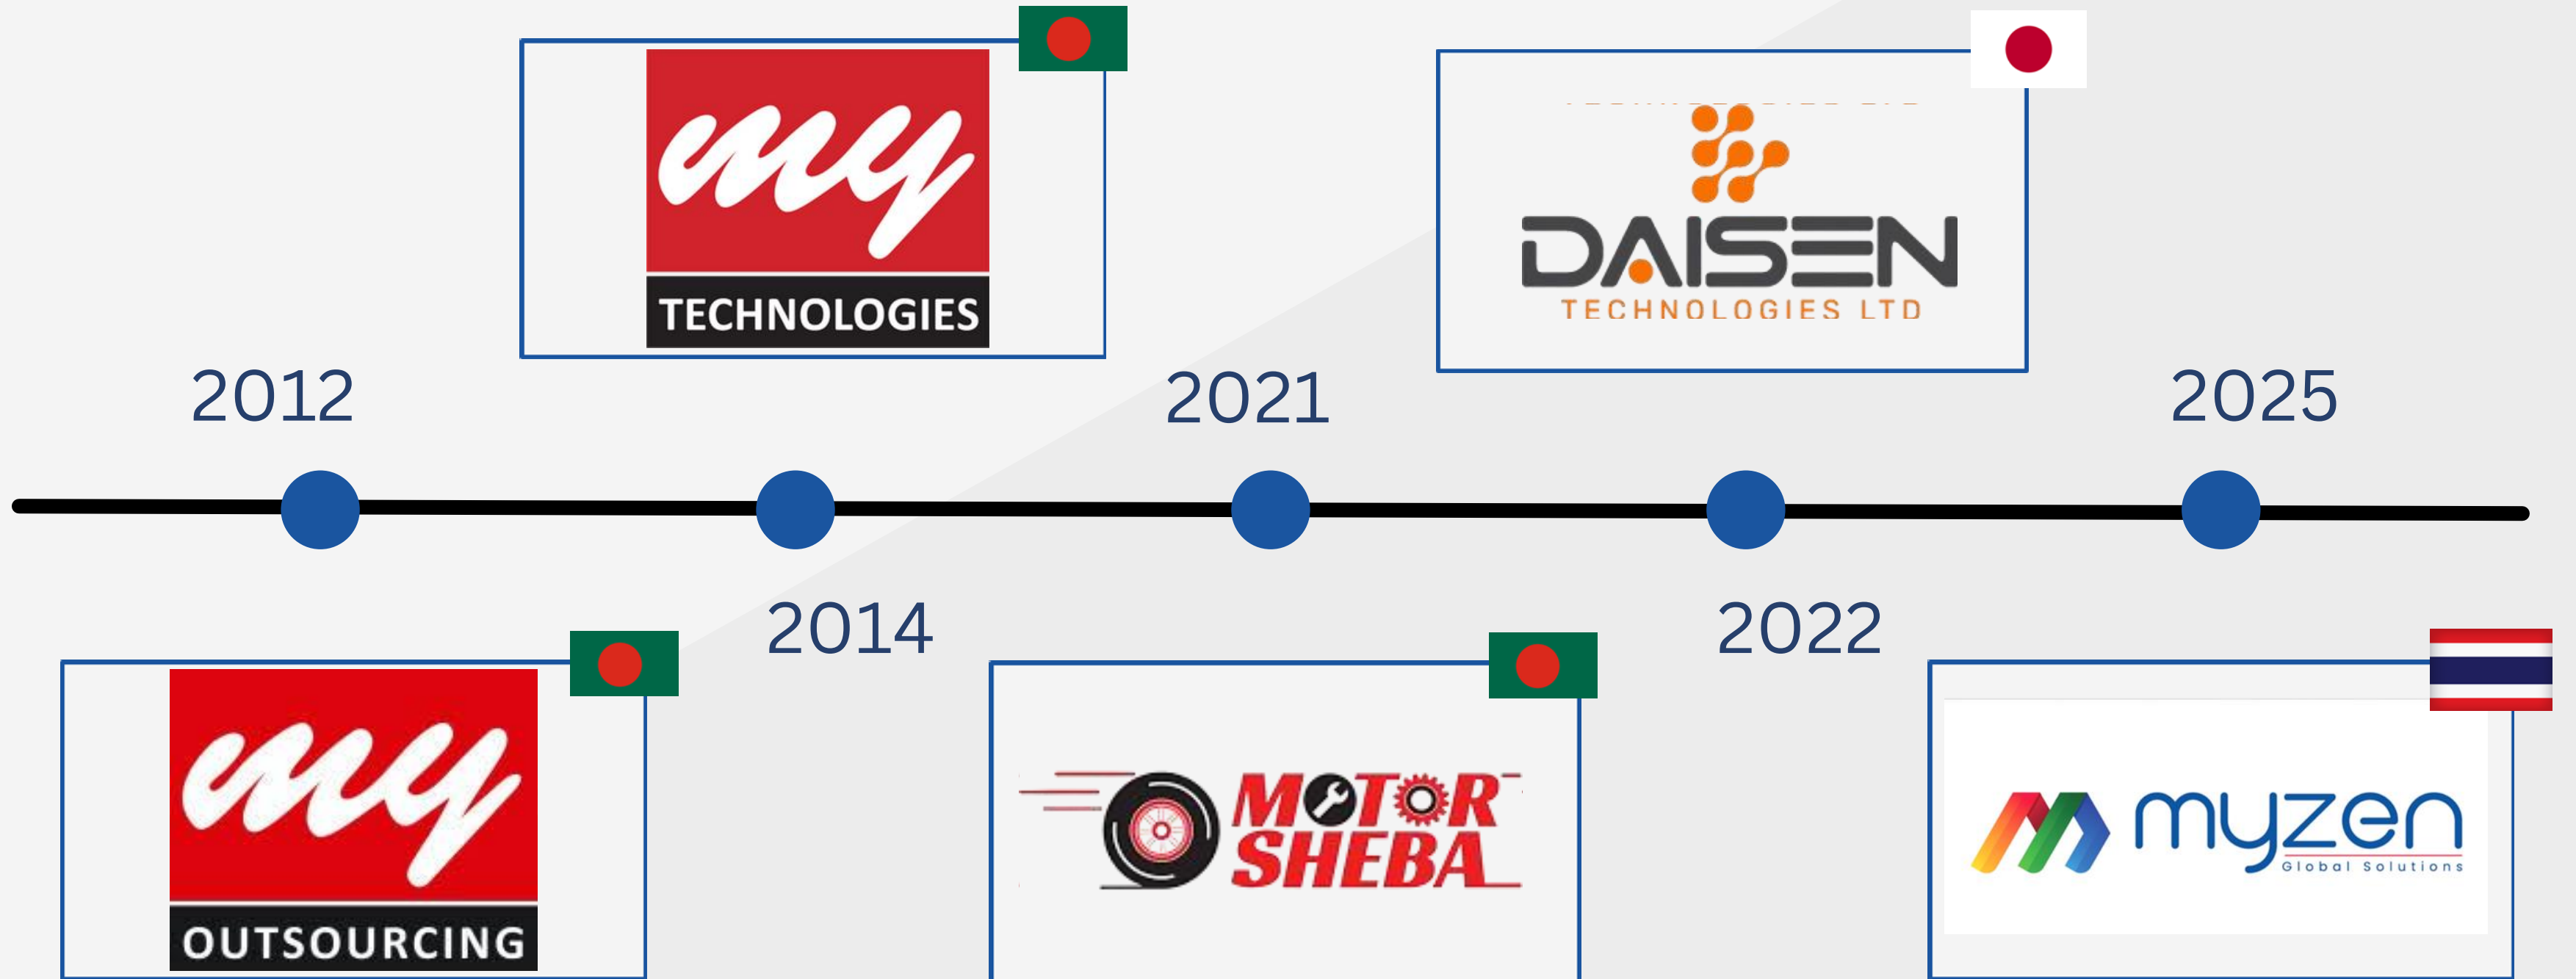 my
TECHNOLOGIES
DAISEN
TECHNOLOGIES LTD
2012
2021
2025
2014
2022
my
OUTSOURCING
MOTOR
SHEBA
myzen
Global Solutions